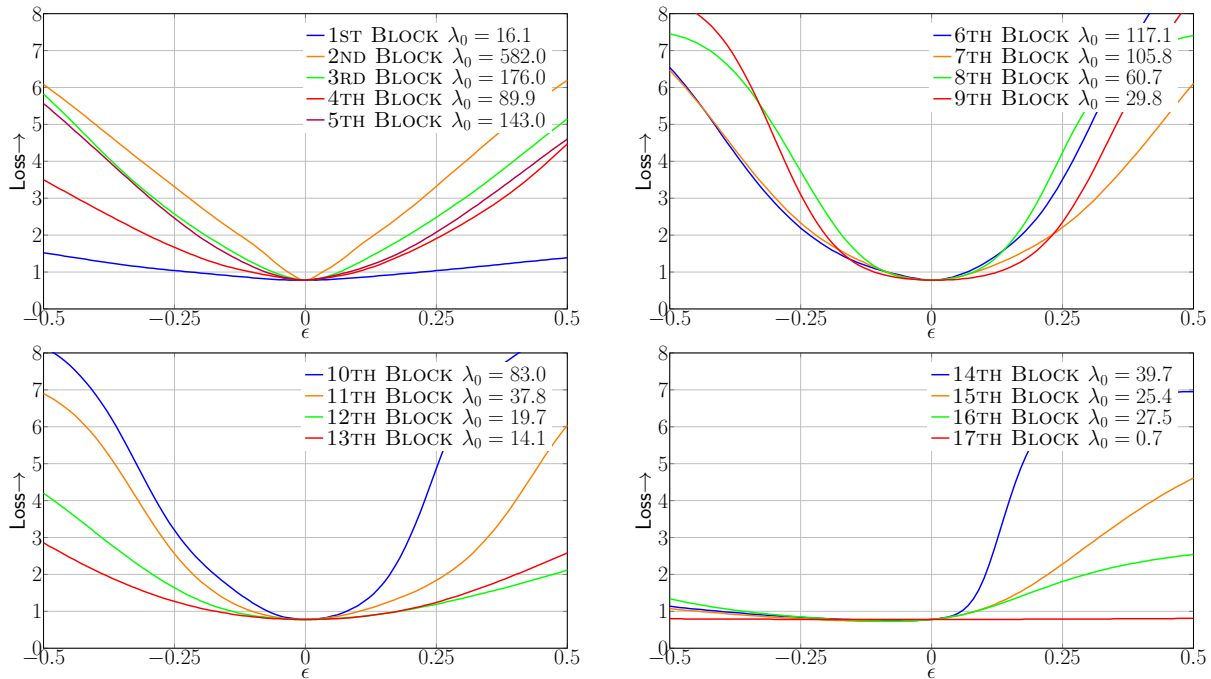 8
7
6
5
4
3
2
1
0
Loss→
−0.5
−0.25
0
0.25
0.5
ϵ
1ST BLOCK λ₀ = 16.1
2ND BLOCK λ₀ = 582.0
3RD BLOCK λ₀ = 176.0
4TH BLOCK λ₀ = 89.9
5TH BLOCK λ₀ = 143.0
8
7
6
5
4
3
2
1
0
Loss→
−0.5
−0.25
0
0.25
0.5
ϵ
6TH BLOCK λ₀ = 117.1
7TH BLOCK λ₀ = 105.8
8TH BLOCK λ₀ = 60.7
9TH BLOCK λ₀ = 29.8
8
7
6
5
4
3
2
1
0
Loss→
−0.5
−0.25
0
0.25
0.5
ϵ
10TH BLOCK λ₀ = 83.0
11TH BLOCK λ₀ = 37.8
12TH BLOCK λ₀ = 19.7
13TH BLOCK λ₀ = 14.1
8
7
6
5
4
3
2
1
0
Loss→
−0.5
−0.25
0
0.25
0.5
ϵ
14TH BLOCK λ₀ = 39.7
15TH BLOCK λ₀ = 25.4
16TH BLOCK λ₀ = 27.5
17TH BLOCK λ₀ = 0.7